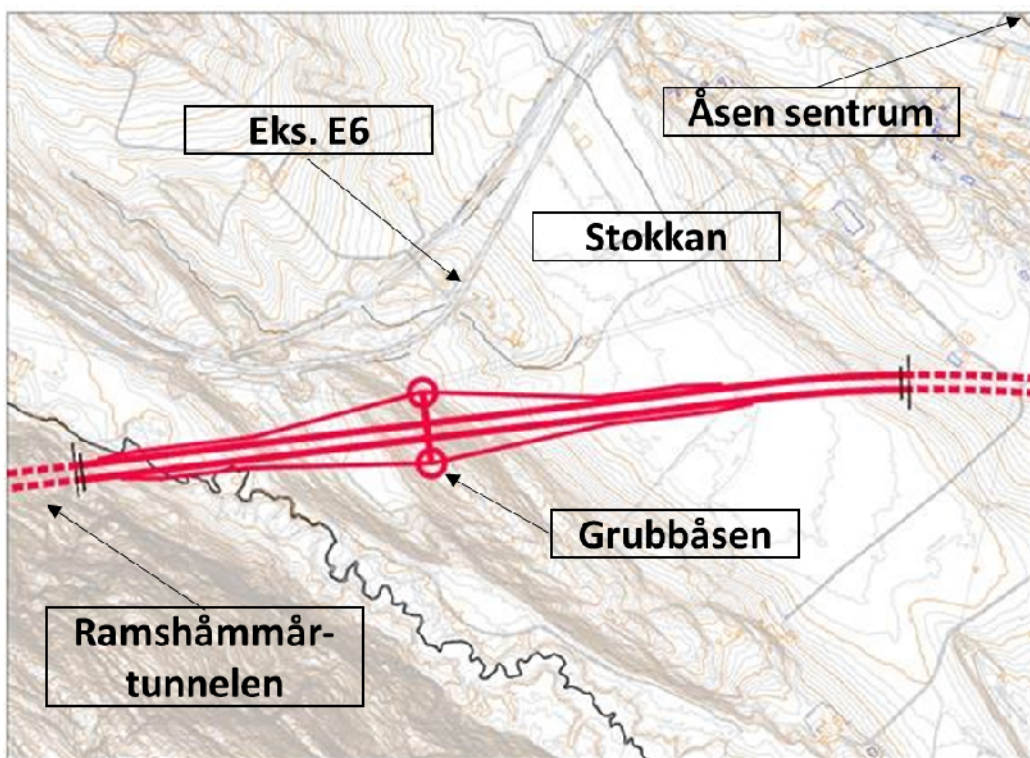 Åsen sentrum
Eks. E6
Stokkan
Grubbåsen
Ramshåmmår-
tunnelen